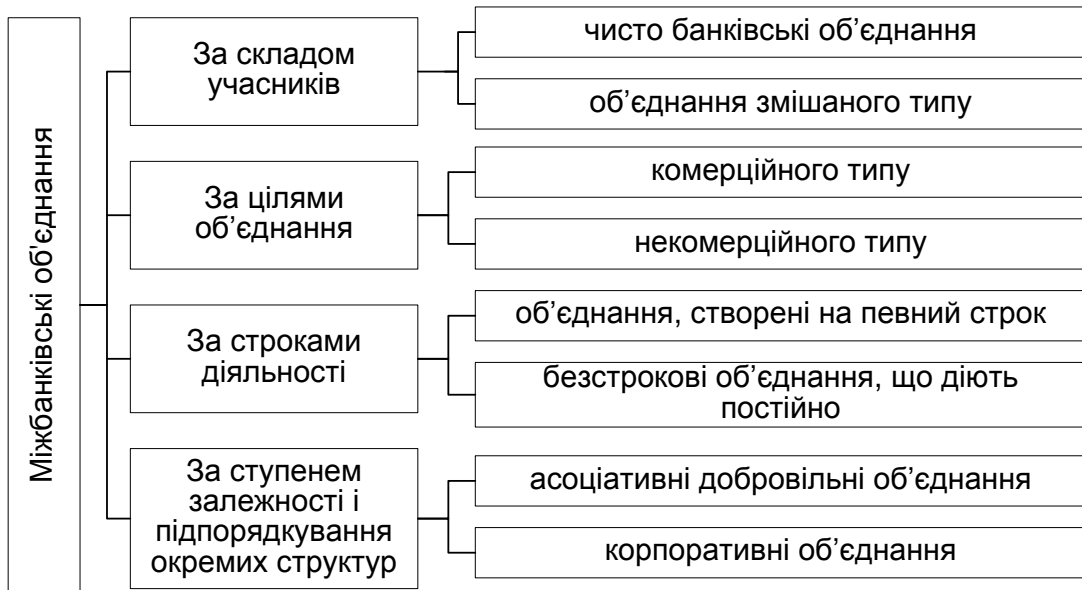 Міжбанківські об'єднання
За складом
учасників
чисто банківські об’єднання
об’єднання змішаного типу
За цілями
об’єднання
комерційного типу
некомерційного типу
За строками
діяльності
об’єднання, створені на певний строк
безстрокові об’єднання, що діють
постійно
За ступенем
залежності і
підпорядкування
окремих структур
асоціативні добровільні об’єднання
корпоративні об’єднання